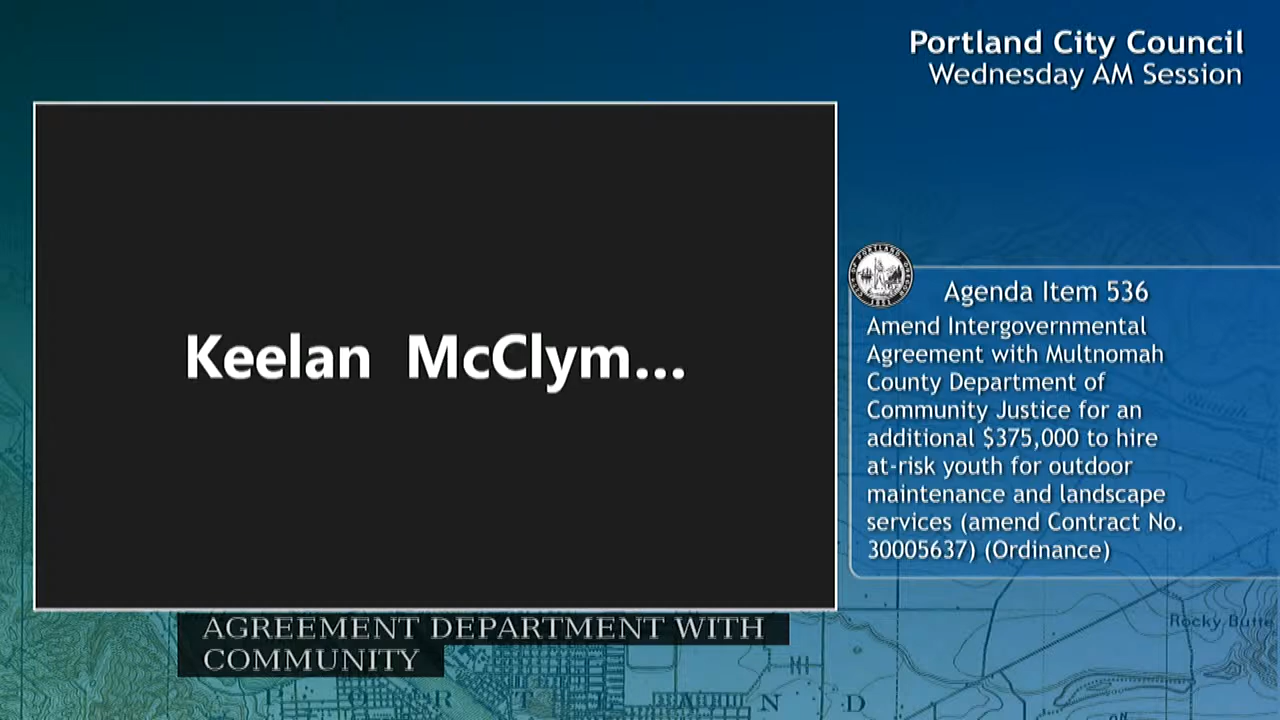 Portland City Council
Wednesday AM Session
Keelan McClym...
Agenda Item 536
Amend Intergovernmental
Agreement with Multnomah
County Department of
Community Justice for an
additional $375,000 to hire
at-risk youth for outdoor
maintenance and landscape
services (amend Contract No.
30005637) (Ordinance)
AGREEMENT DEPARTMENT WITH
COMMUNITY
Rocky Butte
P O R T L A N D